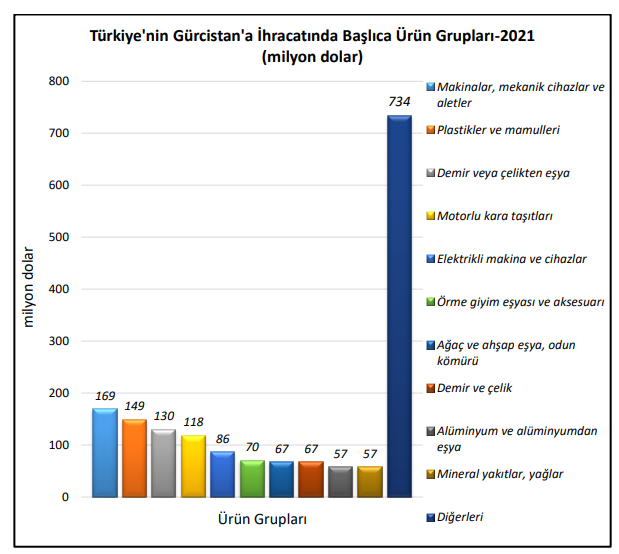 Türkiye'nin Gürcistan'a İhracatında Başlıca Ürün Grupları-2021
(milyon dolar)
800
700
600
500
400
300
200
100
0
milyon dolar
169
149
130
118
86
70
67
67
57
57
734
Ürün Grupları
Makinalar, mekanik cihazlar ve
aletler
Plastikler ve mamulleri
Demir veya çelikten eşya
Motorlu kara taşıtları
Elektrikli makina ve cihazlar
Örme giyim eşyası ve aksesuarı
Ağaç ve ahşap eşya, odun
kömürü
Demir ve çelik
Alüminyum ve alüminyumdan
eşya
Mineral yakıtlar, yağlar
Diğerleri